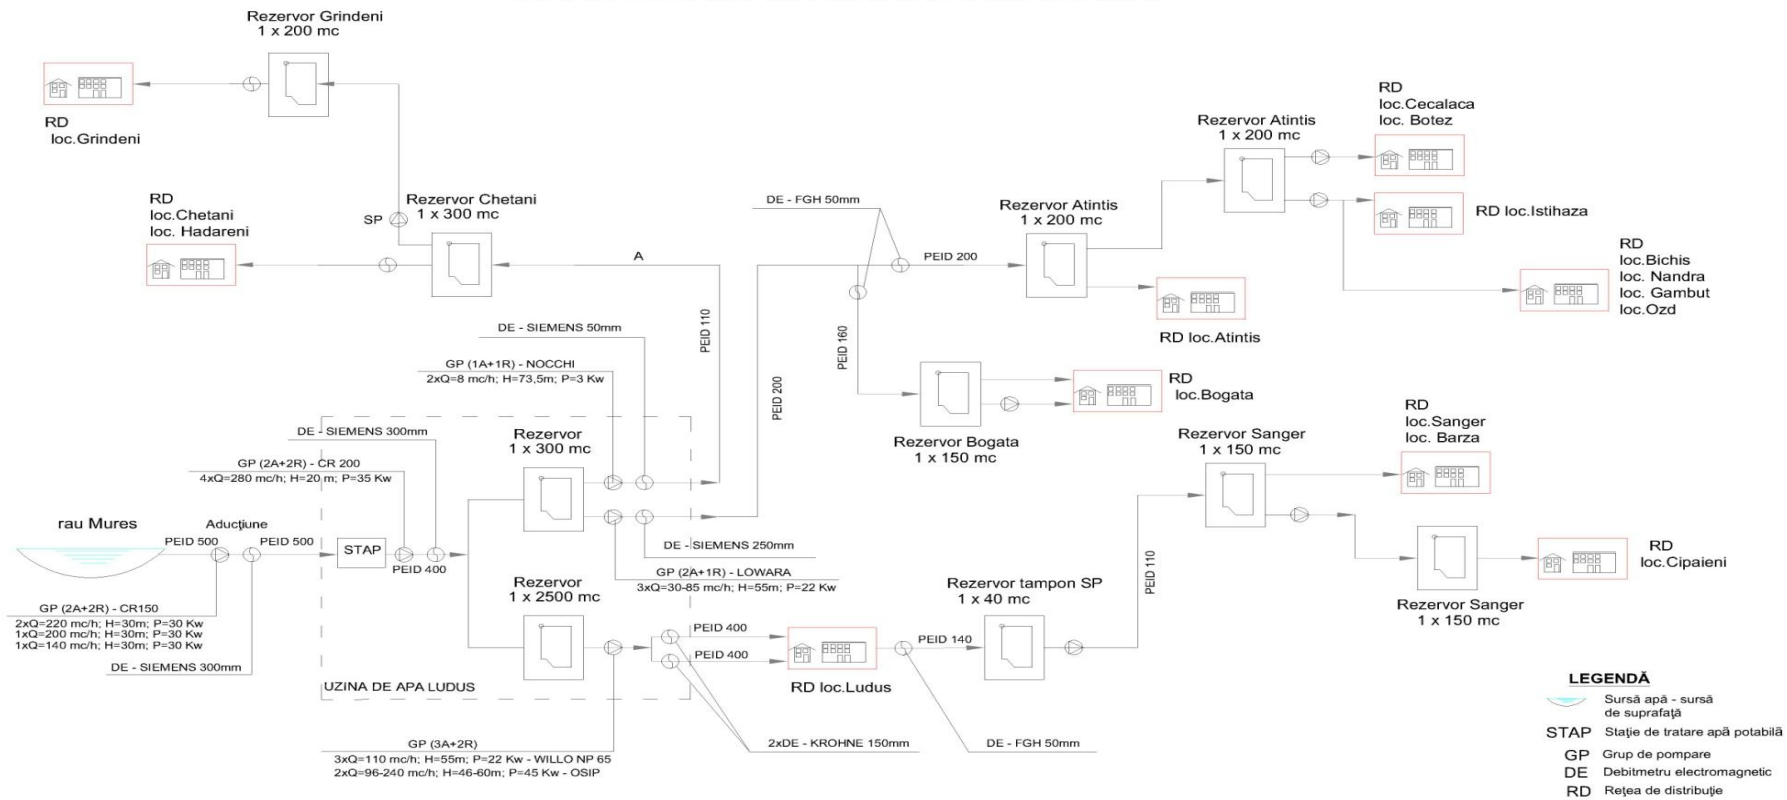 Rezervor Grindeni
1 x 200 mc
RD
loc.Grindeni
RD
loc.Chetani
loc. Hadareni
SP
Rezervor Chetani
1 x 300 mc
A
PEID 110
DE - FGH 50mm
PEID 200
Rezervor Atintis
1 x 200 mc
Rezervor Atintis
1 x 200 mc
RD
loc.Cecalaca
loc. Botez
RD loc.Istihaza
RD
loc.Bichis
loc. Nandra
loc. Gambut
loc.Ozd
RD loc.Atintis
PEID 160
PEID 200
RD
loc.Bogata
Rezervor Bogata
1 x 150 mc
DE - SIEMENS 50mm
GP (1A+1R) - NOCCHI
2xQ=8 mc/h; H=73,5m; P=3 Kw
DE - SIEMENS 300mm
GP (2A+2R) - CR 200
4xQ=280 mc/h; H=20 m; P=35 Kw
Rezervor
1 x 300 mc
rau Mures
Aducţiune
PEID 500
PEID 500
STAP
PEID 400
DE - SIEMENS 250mm
GP (2A+1R) - LOWARA
3xQ=30-85 mc/h; H=55m; P=22 Kw
Rezervor
1 x 2500 mc
GP (2A+2R) - CR150
2xQ=220 mc/h; H=30m; P=30 Kw
1xQ=200 mc/h; H=30m; P=30 Kw
1xQ=140 mc/h; H=30m; P=30 Kw
DE - SIEMENS 300mm
UZINA DE APA LUDUS
PEID 400
PEID 400
RD loc.Ludus
PEID 140
Rezervor tampon SP
1 x 40 mc
PEID 110
Rezervor Sanger
1 x 150 mc
RD
loc.Sanger
loc. Barza
RD
loc.Cipaieni
Rezervor Sanger
1 x 150 mc
GP (3A+2R)
3xQ=110 mc/h; H=55m; P=22 Kw - WILLO NP 65
2xQ=96-240 mc/h; H=46-60m; P=45 Kw - OSIP
2xDE - KROHNE 150mm
DE - FGH 50mm
LEGENDĂ
Sursă apă - sursă
de suprafaţă
STAP Staţie de tratare apă potabilă
GP Grup de pompare
DE Debitmetru electromagnetic
RD Reţea de distribuţie